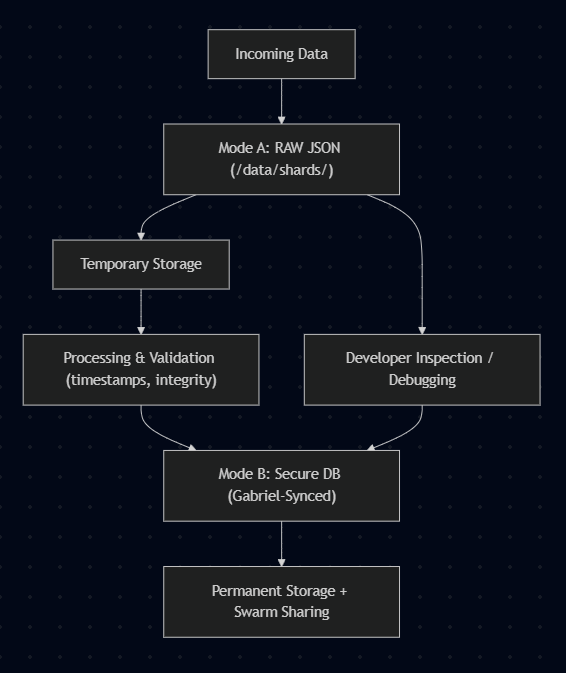 Incoming Data
Mode A: RAW JSON
(/data/shards/)
Temporary Storage
Processing & Validation
(timestamps, integrity)
Developer Inspection /
Debugging
Mode B: Secure DB
(Gabriel-Synced)
Permanent Storage +
Swarm Sharing